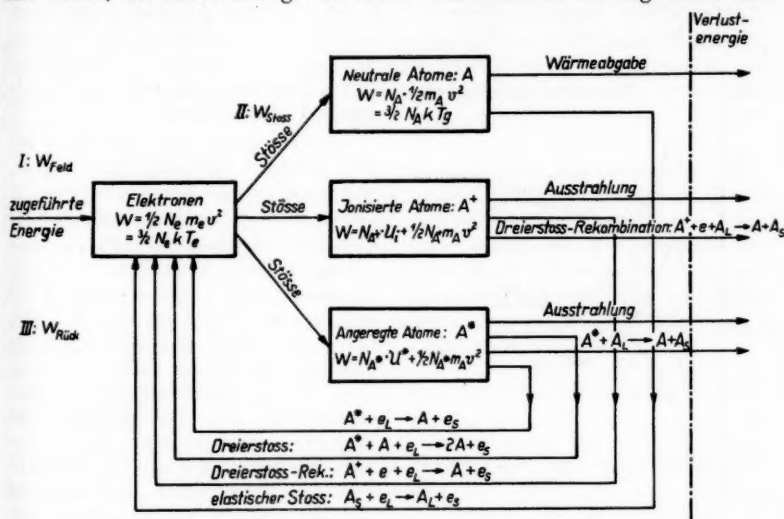 Verlust-
energie
Neutrale Atome: A
W = N_A · 1/2 m_A v²
= 3/2 N_A k Tg
Wärmeabgabe
II: W_Stoss
Stösse
I: W_Feld
zugeführte
Energie
Elektronen
W = 1/2 N_e m_e v²
= 3/2 N_e k T_e
Stösse
Jonisierte Atome: A⁺
W = N_A⁺ · U_i + 1/2 N_A⁺ m_A v²
Ausstrahlung
Dreierstoss-Rekombination: A⁺ + e + A_L → A + A_S
Stösse
III: W_Rück
Angeregte Atome: A*
W = N_A* · U* + 1/2 N_A* m_A v²
Ausstrahlung
A* + A_L → A + A_S
A* + e_L → A + e_S
Dreierstoss: A* + A + e_L → 2A + e_S
Dreierstoss-Rek.: A⁺ + e + e_L → A + e_S
elastischer Stoss: A_S + e_L → A_L + e_S